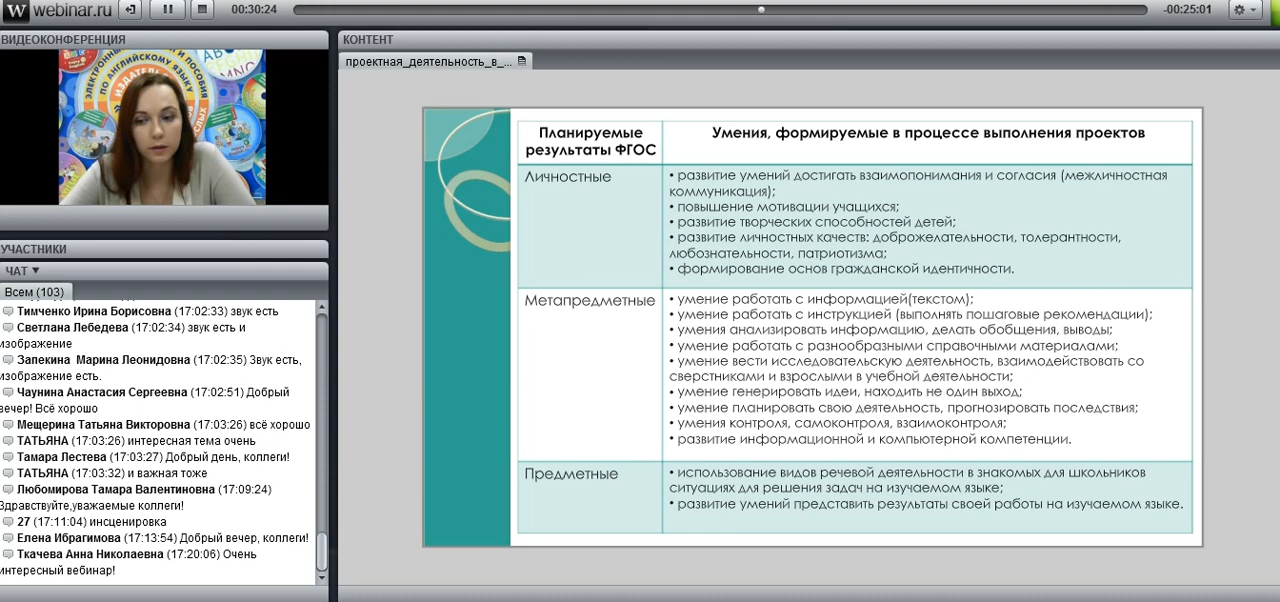 W webinar.ru
00:30:24
-00:25:01
ВИДЕОКОНФЕРЕНЦИЯ
ЭЛЕКТРОННЫЕ
И ПОСОБИЯ
ПО АНГЛИЙСКОМУ ЯЗЫКУ
УЧАСТНИКИ
ЧАТ
Всем (103)
Тимченко Ирина Борисовна (17:02:33) звук есть
Светлана Лебедева (17:02:34) звук есть и
изображение
Запекина Марина Леонидовна (17:02:35) Звук есть,
изображение есть.
Чаунина Анастасия Сергеевна (17:02:51) Добрый
вечер! Всё хорошо
Мещерина Татьяна Викторовна (17:03:26) всё хорошо
ТАТЬЯНА (17:03:26) интересная тема очень
Тамара Лестева (17:03:27) Добрый день, коллеги!
ТАТЬЯНА (17:03:32) и важная тоже
Любомирова Тамара Валентиновна (17:09:24)
Здравствуйте,уважаемые коллеги!
27 (17:11:04) инсценировка
Елена Ибрагимова (17:13:54) Добрый вечер, коллеги!
Ткачева Анна Николаевна (17:20:06) Очень
интересный вебинар!
КОНТЕНТ
проектная_деятельность_в_...
Планируемые
результаты ФГОС
Умения, формируемые в процессе выполнения проектов
Личностные
• развитие умений достигать взаимопонимания и согласия (межличностная
коммуникация);
• повышение мотивации учащихся;
• развитие творческих способностей детей;
• развитие личностных качеств: доброжелательности, толерантности,
любознательности, патриотизма;
• формирование основ гражданской идентичности.
Метапредметные
• умение работать с информацией(текстом);
• умение работать с инструкцией (выполнять пошаговые рекомендации);
• умения анализировать информацию, делать обобщения, выводы;
• умение работать с разнообразными справочными материалами;
• умение вести исследовательскую деятельность, взаимодействовать со
сверстниками и взрослыми в учебной деятельности;
• умение генерировать идеи, находить не один выход;
• умение планировать свою деятельность, прогнозировать последствия;
• умения контроля, самоконтроля, взаимоконтроля;
• развитие информационной и компьютерной компетенции.
Предметные
• использование видов речевой деятельности в знакомых для школьников
ситуациях для решения задач на изучаемом языке;
• развитие умений представить результаты своей работы на изучаемом языке.